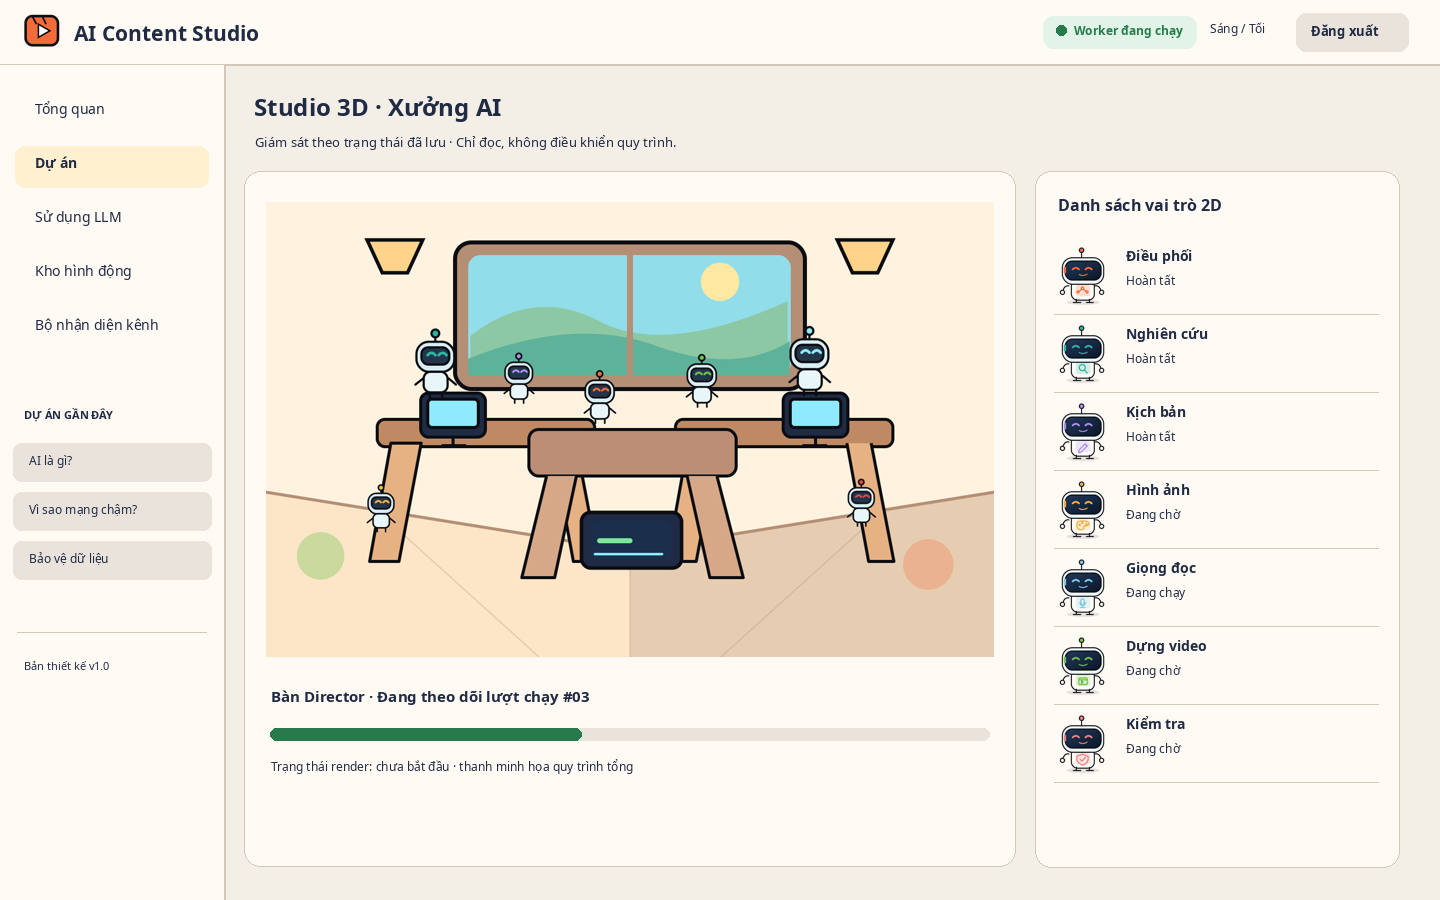 AI Content Studio
Worker đang chạy
Sáng / Tối
Đăng xuất
Tổng quan
Dự án
Sử dụng LLM
Kho hình động
Bộ nhận diện kênh
DỰ ÁN GẦN ĐÂY
AI là gì?
Vì sao mạng chậm?
Bảo vệ dữ liệu
Bản thiết kế v1.0
Studio 3D · Xưởng AI
Giám sát theo trạng thái đã lưu · Chỉ đọc, không điều khiển quy trình.
Bàn Director · Đang theo dõi lượt chạy #03
Trạng thái render: chưa bắt đầu · thanh minh họa quy trình tổng
Danh sách vai trò 2D
Điều phối
Hoàn tất
Nghiên cứu
Hoàn tất
Kịch bản
Hoàn tất
Hình ảnh
Đang chờ
Giọng đọc
Đang chạy
Dựng video
Đang chờ
Kiểm tra
Đang chờ